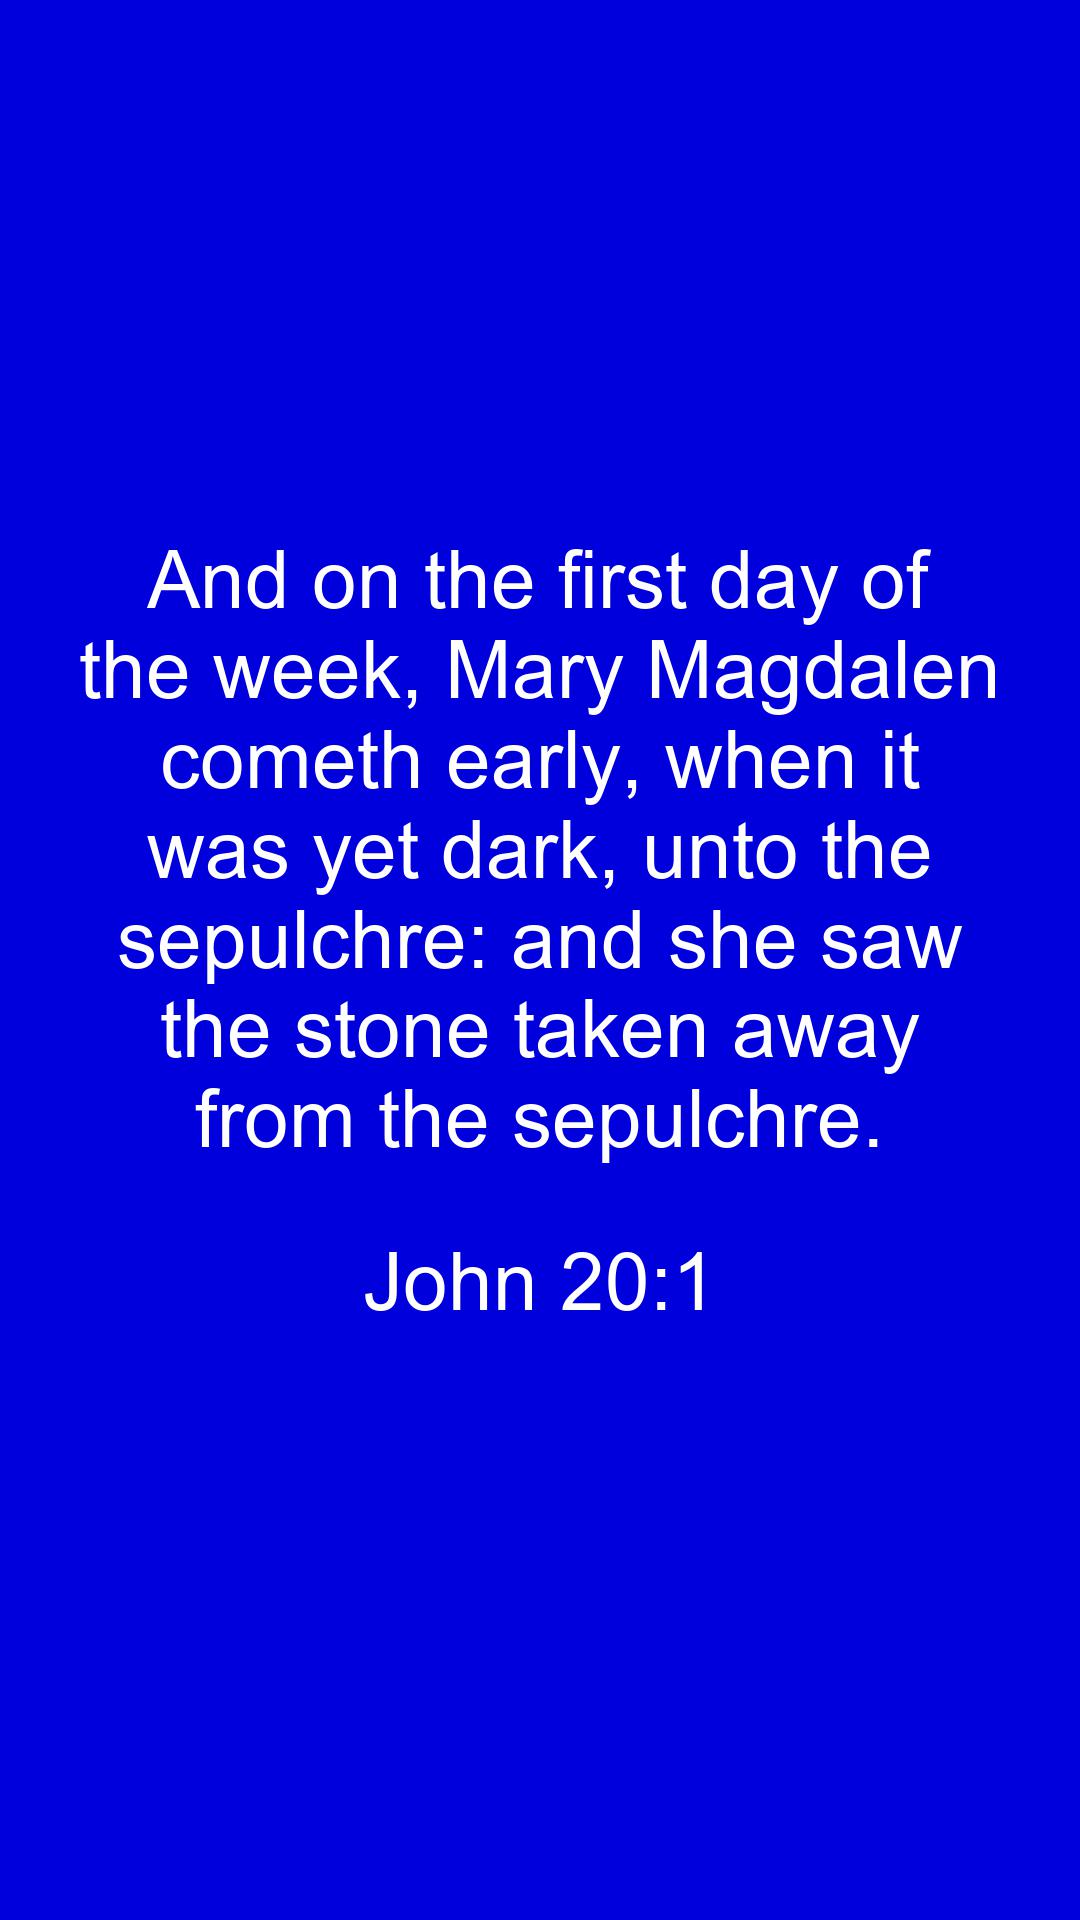 And on the first day of
the week, Mary Magdalen
cometh early, when it
was yet dark, unto the
sepulchre: and she saw
the stone taken away
from the sepulchre.
John 20:1